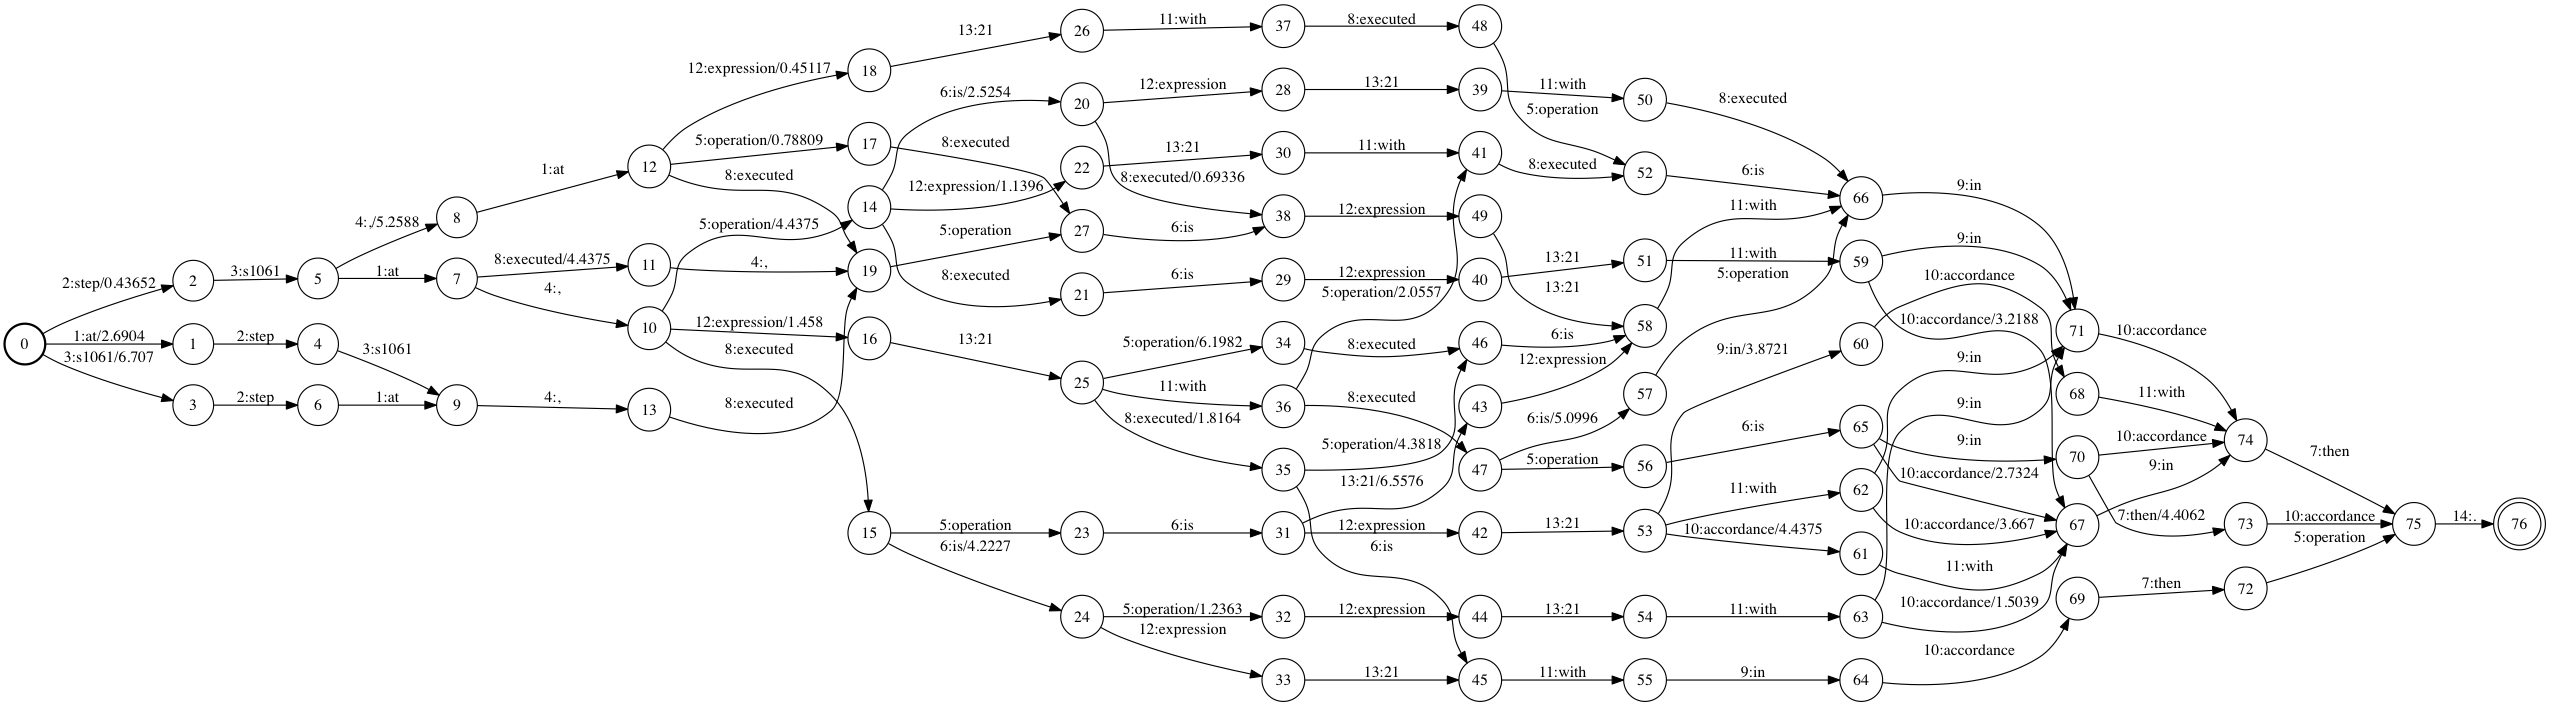 0
2:step/0.43652
1:at/2.6904
3:s1061/6.707
2
1
3
3:s1061
2:step
2:step
5
4
6
4:,/5.2588
1:at
3:s1061
1:at
8
7
9
1:at
8:executed/4.4375
4:,
4:,
12
11
10
13
12:expression/0.45117
5:operation/0.78809
8:executed
5:operation/4.4375
4:,
12:expression/1.458
8:executed
8:executed
18
17
14
19
16
15
13:21
6:is/2.5254
8:executed
12:expression/1.1396
5:operation
8:executed
13:21
5:operation
6:is/4.2227
26
20
22
27
21
25
23
24
11:with
12:expression
13:21
8:executed/0.69336
6:is
6:is
5:operation/6.1982
11:with
8:executed/1.8164
6:is
5:operation/1.2363
12:expression
37
28
30
38
29
34
36
35
31
32
33
8:executed
13:21
11:with
12:expression
12:expression
5:operation/2.0557
8:executed
8:executed
5:operation/4.3818
13:21/6.5576
12:expression
6:is
12:expression
13:21
48
39
41
49
40
46
43
47
42
44
45
11:with
5:operation
8:executed
13:21
13:21
6:is
12:expression
6:is/5.0996
5:operation
13:21
13:21
11:with
50
52
51
58
57
56
53
54
55
8:executed
6:is
11:with
11:with
5:operation
9:in/3.8721
6:is
11:with
10:accordance/4.4375
11:with
9:in
66
59
60
65
62
61
63
64
9:in
9:in
10:accordance
10:accordance/3.2188
9:in
9:in
9:in
10:accordance/2.7324
10:accordance/3.667
11:with
10:accordance/1.5039
10:accordance
71
68
70
67
69
10:accordance
11:with
10:accordance
9:in
7:then/4.4062
7:then
74
73
72
7:then
10:accordance
5:operation
75
14:.
76